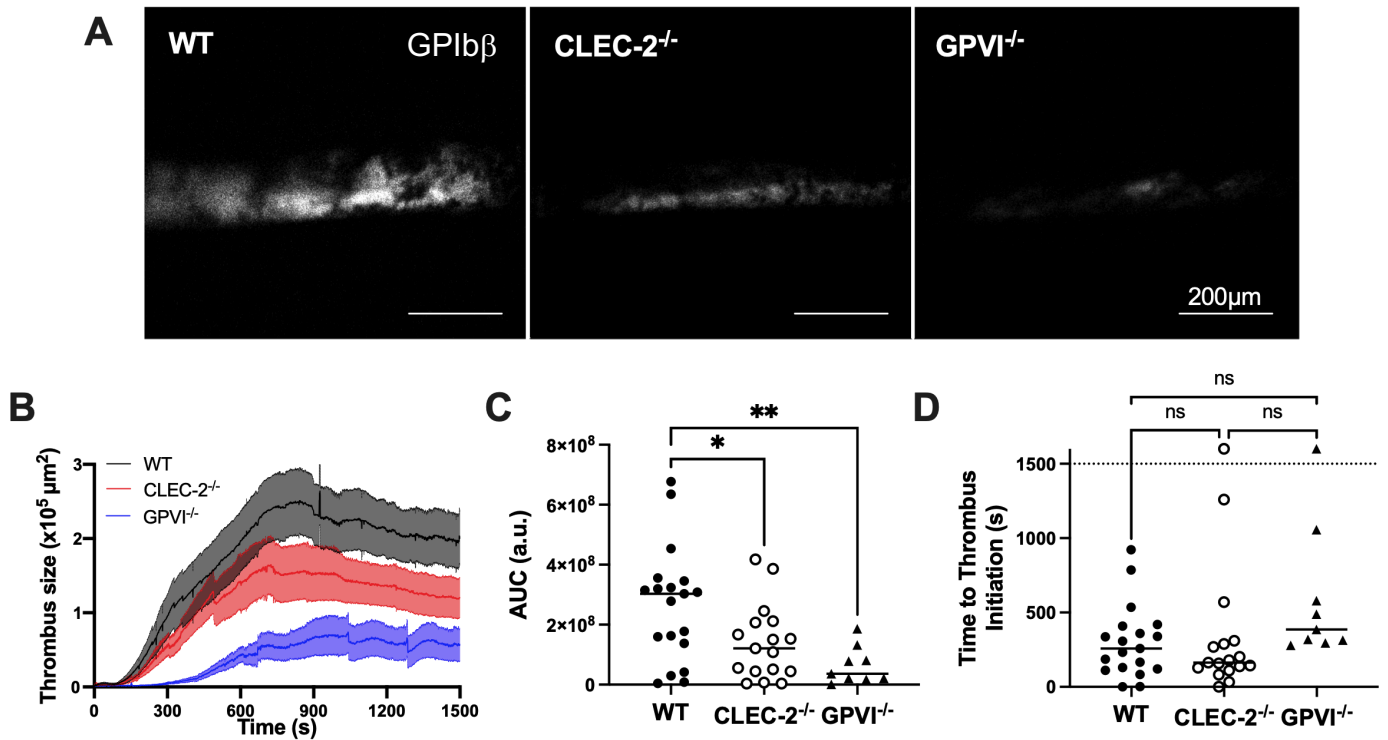 A
WT
GPIbβ
CLEC-2-/-
GPVI-/-
200µm
B
Thrombus size (x10⁵ µm²)
3
2
1
0
WT
CLEC-2-/-
GPVI-/-
0
300
600
900
1200
1500
Time (s)
C
AUC (a.u.)
8×10⁸
6×10⁸
4×10⁸
2×10⁸
0
**
*
WT
CLEC-2-/-
GPVI-/-
D
Time to Thrombus
Initiation (s)
1500
1000
500
0
ns
ns
ns
WT
CLEC-2-/-
GPVI-/-